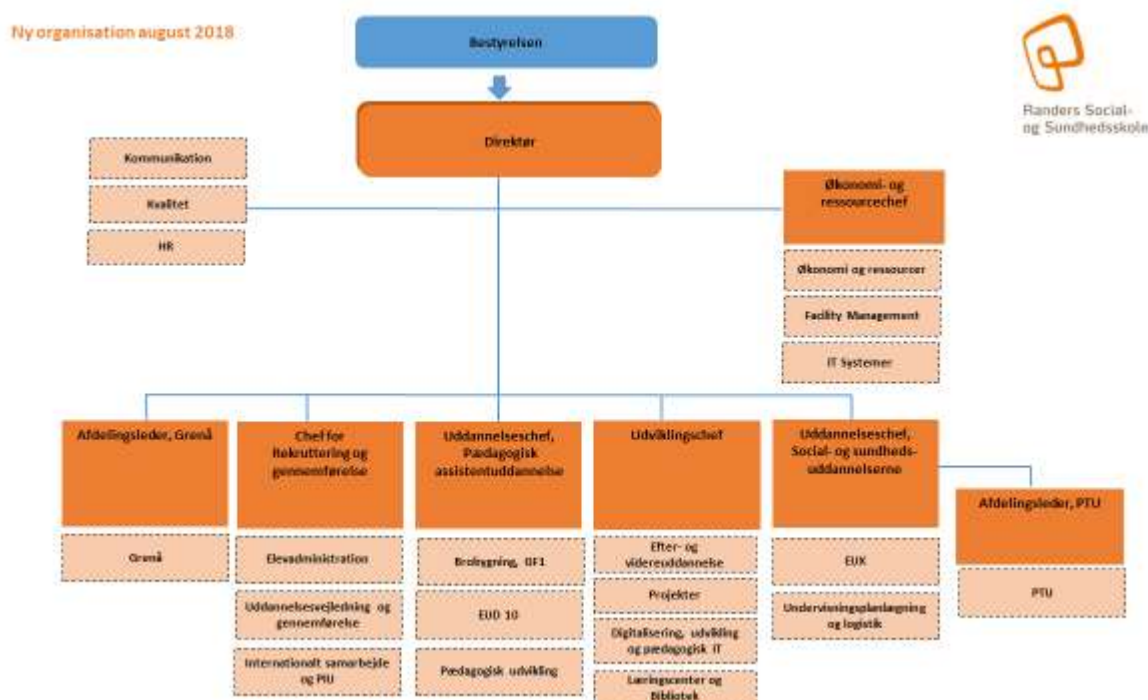 Ny organisation august 2018
Bestyrelsen
Randers Social-
og Sundhedsskole
Direktør
Kommunikation
Kvalitet
HR
Økonomi- og
ressourcechef
Økonomi og ressourcer
Facility Management
IT Systemer
Afdelingsleder, Grenå
Grenå
Chef for
Rekruttering og
gennemførelse
Elevadministration
Uddannelsesvejledning og
gennemførelse
Internationalt samarbejde
og PIU
Uddannelseschef,
Pædagogisk
assistentuddannelse
Brobygning, GF1
EUD 10
Pædagogisk udvikling
Udviklingschef
Efter- og
videreuddannelse
Projekter
Digitalisering, udvikling
og pædagogisk IT
Læringscenter og
Bibliotek
Uddannelseschef,
Social- og sundheds-
uddannelserne
EUX
Undervisningsplanlægning
og logistik
Afdelingsleder, PTU
PTU